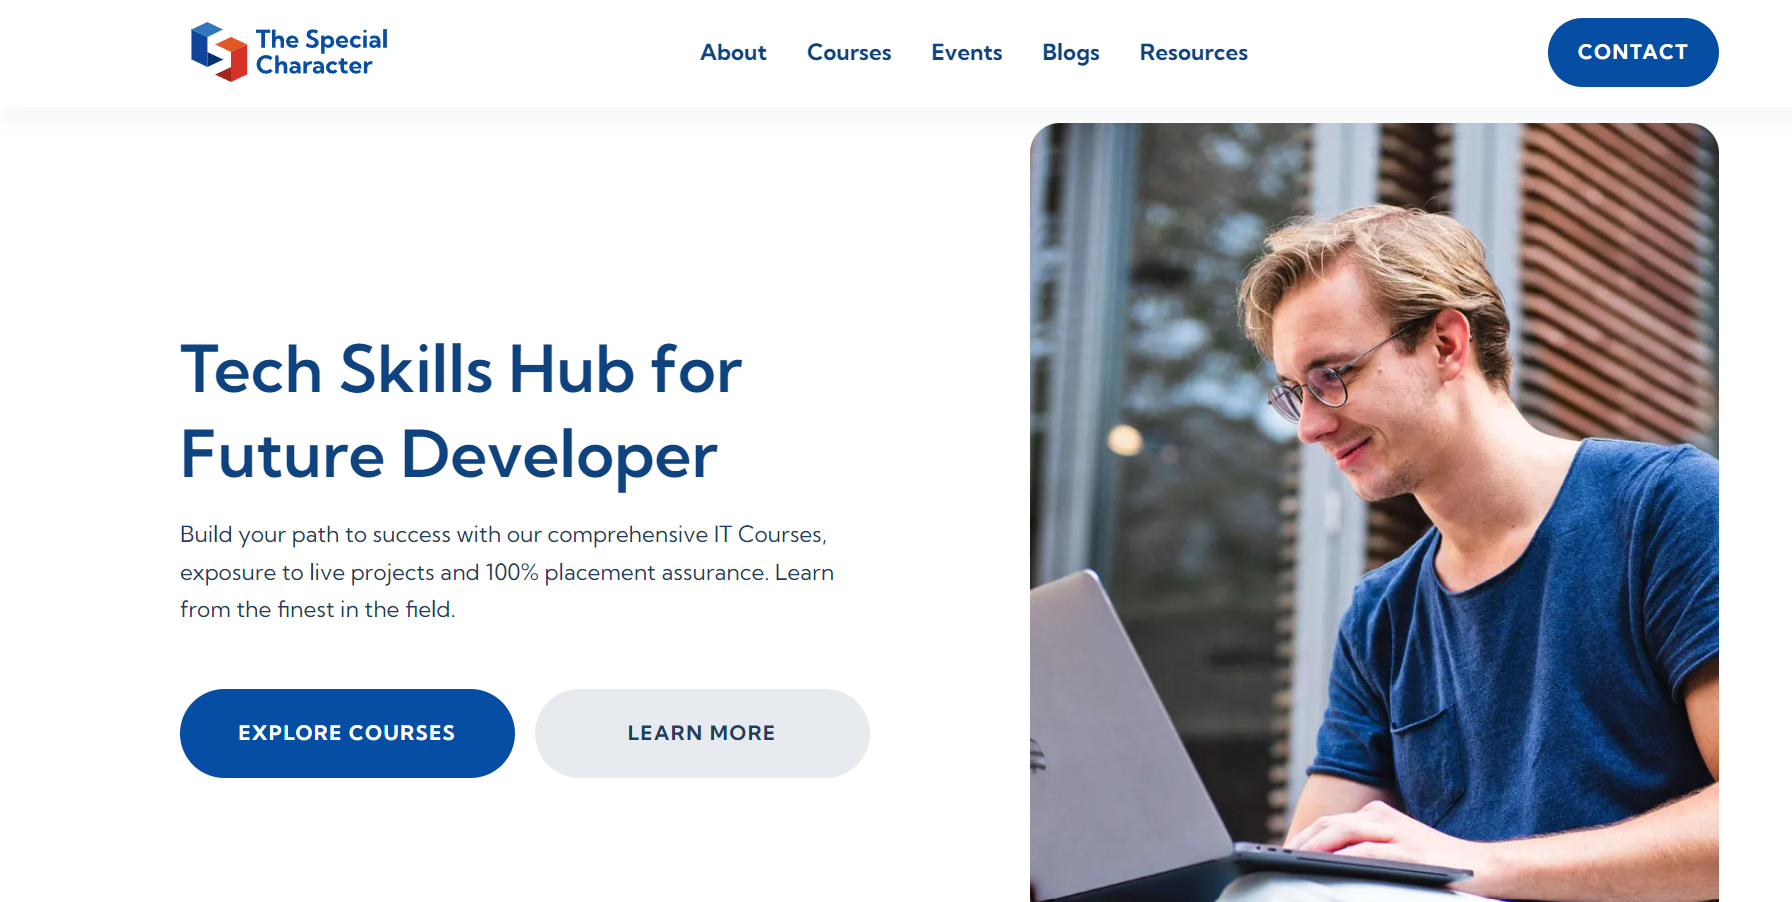 The Special
Character
About
Courses
Events
Blogs
Resources
CONTACT
Tech Skills Hub for
Future Developer
Build your path to success with our comprehensive IT Courses,
exposure to live projects and 100% placement assurance. Learn
from the finest in the field.
EXPLORE COURSES
LEARN MORE